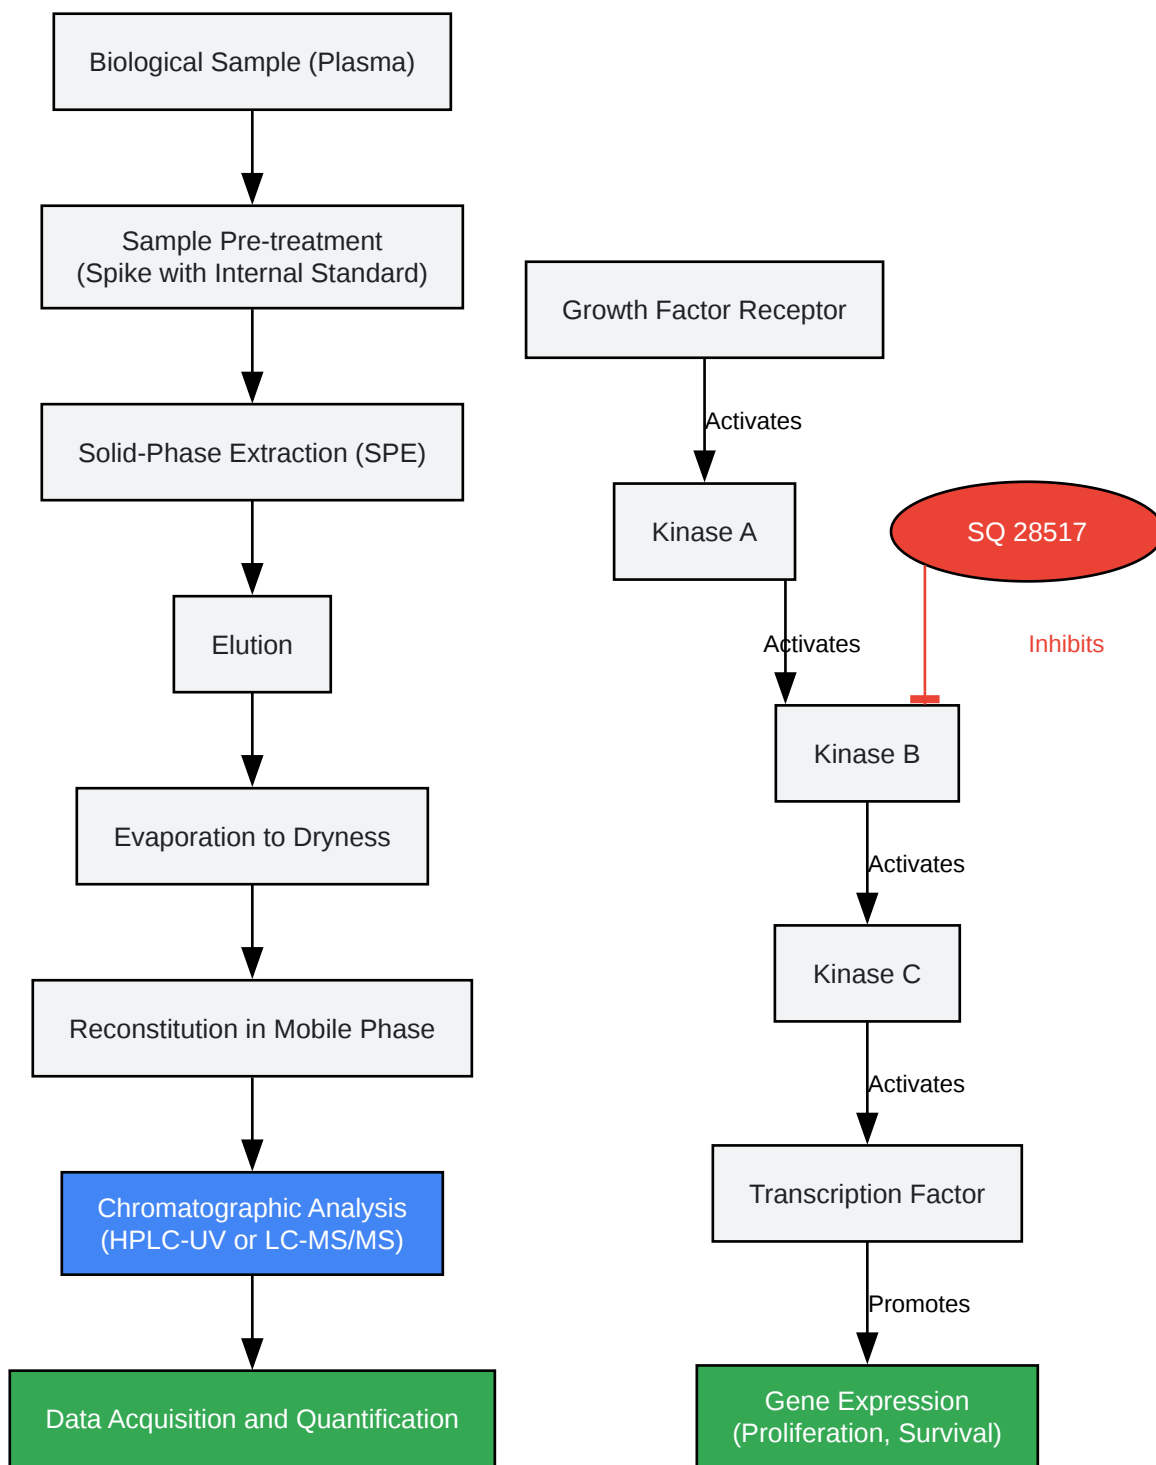 Biological Sample (Plasma)
Sample Pre-treatment
(Spike with Internal Standard)
Solid-Phase Extraction (SPE)
Elution
Evaporation to Dryness
Reconstitution in Mobile Phase
Chromatographic Analysis
(HPLC-UV or LC-MS/MS)
Data Acquisition and Quantification
Growth Factor Receptor
Activates
Kinase A
SQ 28517
Activates
Inhibits
Kinase B
Activates
Kinase C
Activates
Transcription Factor
Promotes
Gene Expression
(Proliferation, Survival)